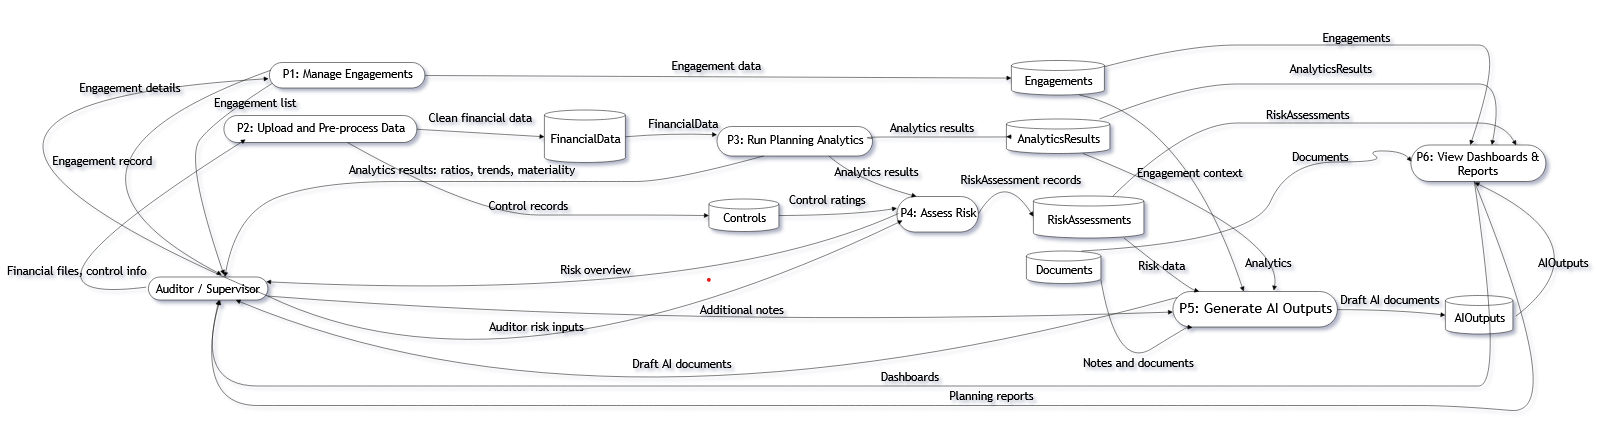 Engagements
Engagement data
AnalyticsResults
P1: Manage Engagements
Engagements
Engagement details
Engagement list
Clean financial data
RiskAssessments
P2: Upload and Pre-process Data
FinancialData
FinancialData
P3: Run Planning Analytics
Analytics results
AnalyticsResults
Engagement record
Documents
P6: View Dashboards &
Reports
Analytics results: ratios, trends, materiality
Analytics results
Engagement context
RiskAssessment records
Control records
Controls
Control ratings
P4: Assess Risk
RiskAssessments
Financial files, control info
Risk overview
Documents
Risk data
Analytics
AIOutputs
Auditor / Supervisor
Additional notes
P5: Generate AI Outputs
Draft AI documents
AIOutputs
Auditor risk inputs
Draft AI documents
Notes and documents
Dashboards
Planning reports